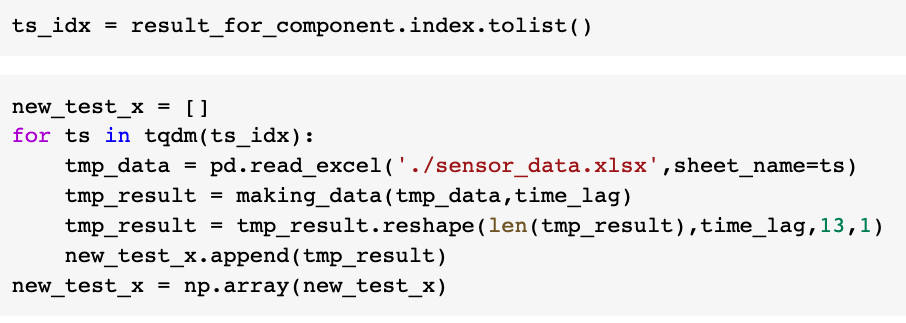 ts_idx = result_for_component.index.tolist()
new_test_x = []
for ts in tqdm(ts_idx):
    tmp_data = pd.read_excel('./sensor_data.xlsx',sheet_name=ts)
    tmp_result = making_data(tmp_data,time_lag)
    tmp_result = tmp_result.reshape(len(tmp_result),time_lag,13,1)
    new_test_x.append(tmp_result)
new_test_x = np.array(new_test_x)